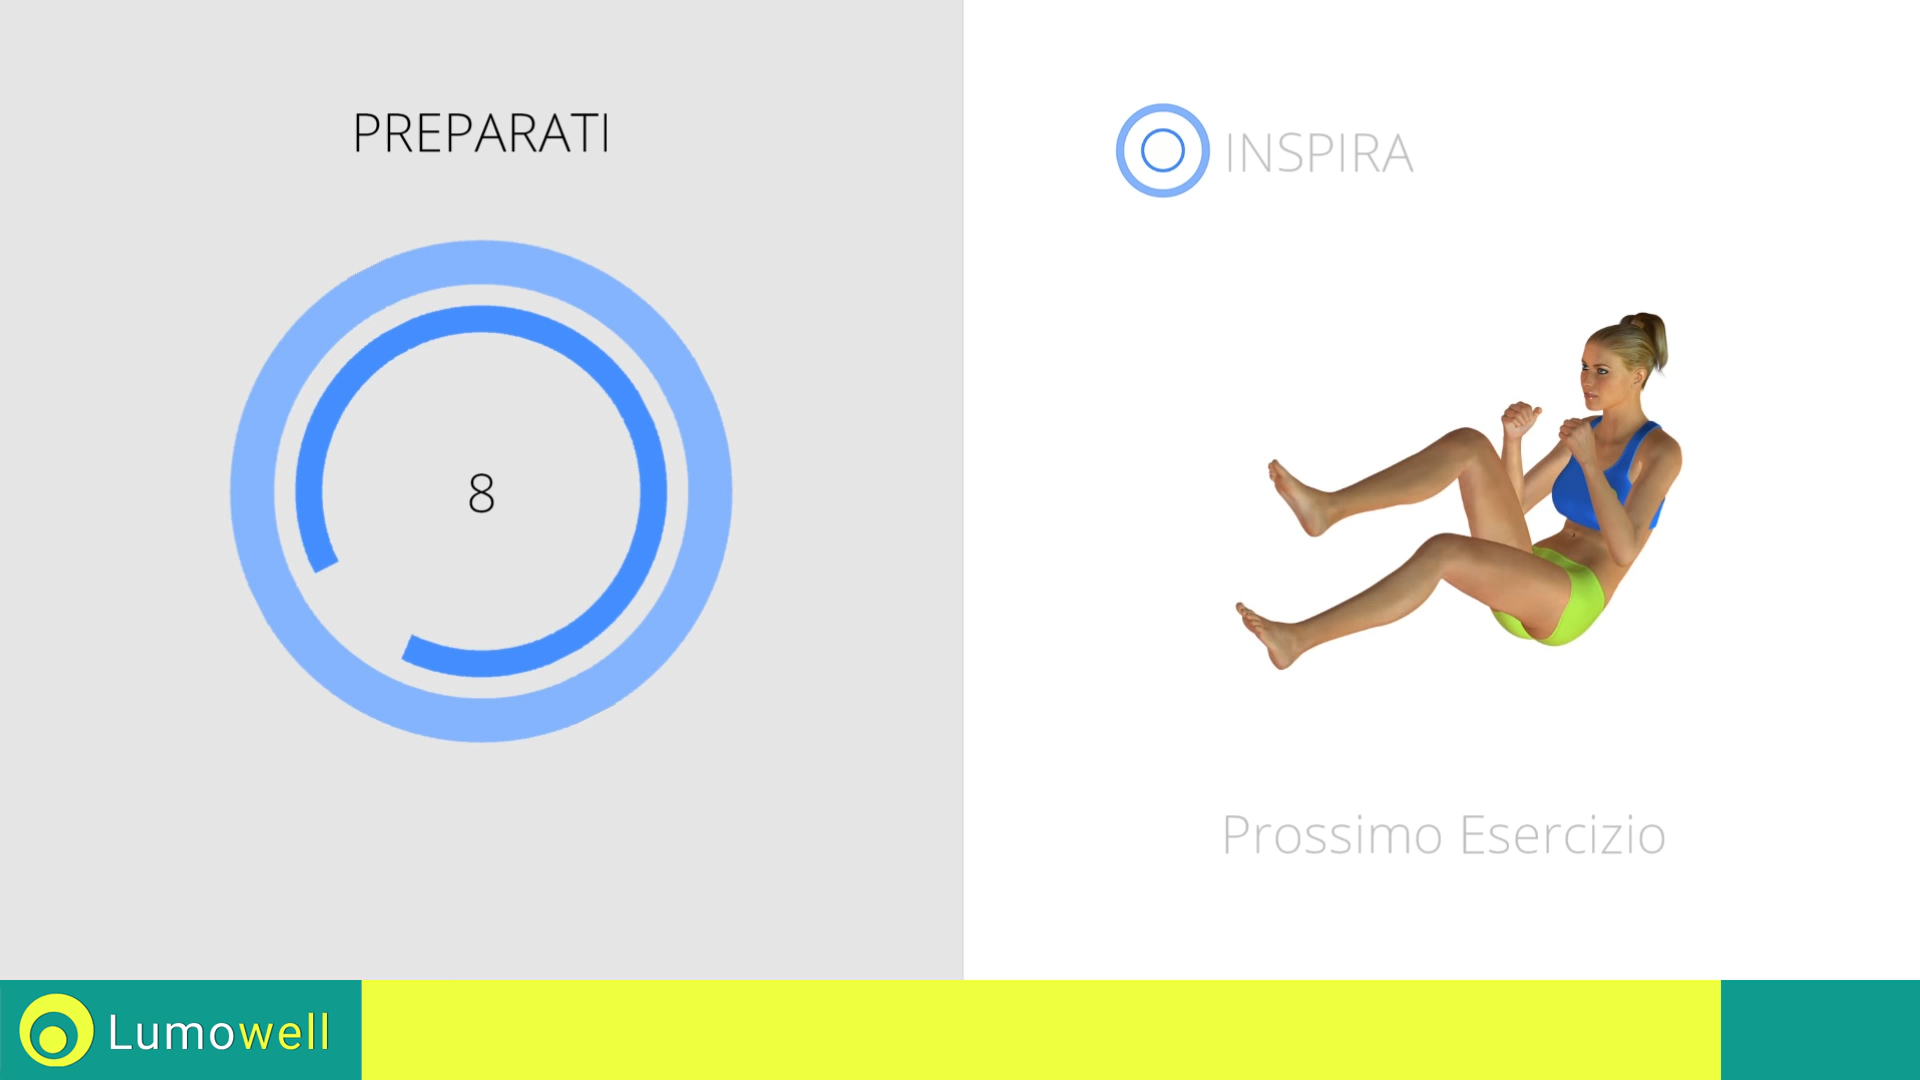 PREPARATI
8
INSPIRA
Prossimo Esercizio
Lumowell